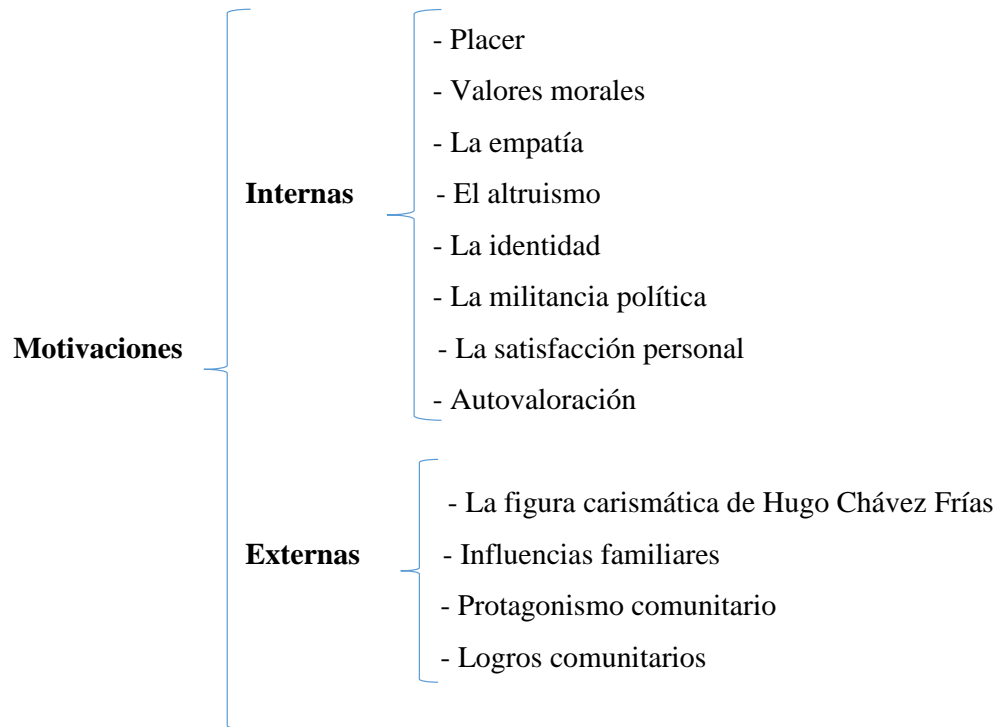 Motivaciones
Internas
- Placer
- Valores morales
- La empatía
- El altruismo
- La identidad
- La militancia política
- La satisfacción personal
- Autovaloración
Externas
- La figura carismática de Hugo Chávez Frías
- Influencias familiares
- Protagonismo comunitario
- Logros comunitarios